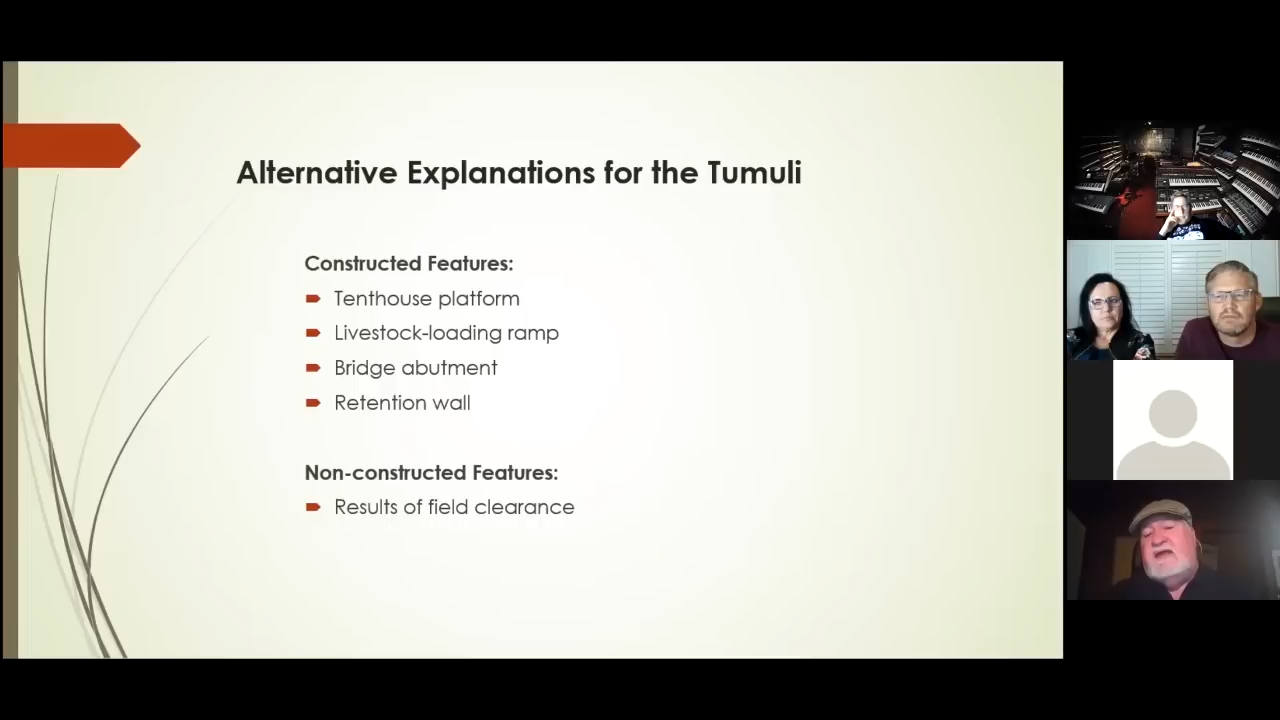 Alternative Explanations for the Tumuli
Constructed Features:
Tenthouse platform
Livestock-loading ramp
Bridge abutment
Retention wall
Non-constructed Features:
Results of field clearance